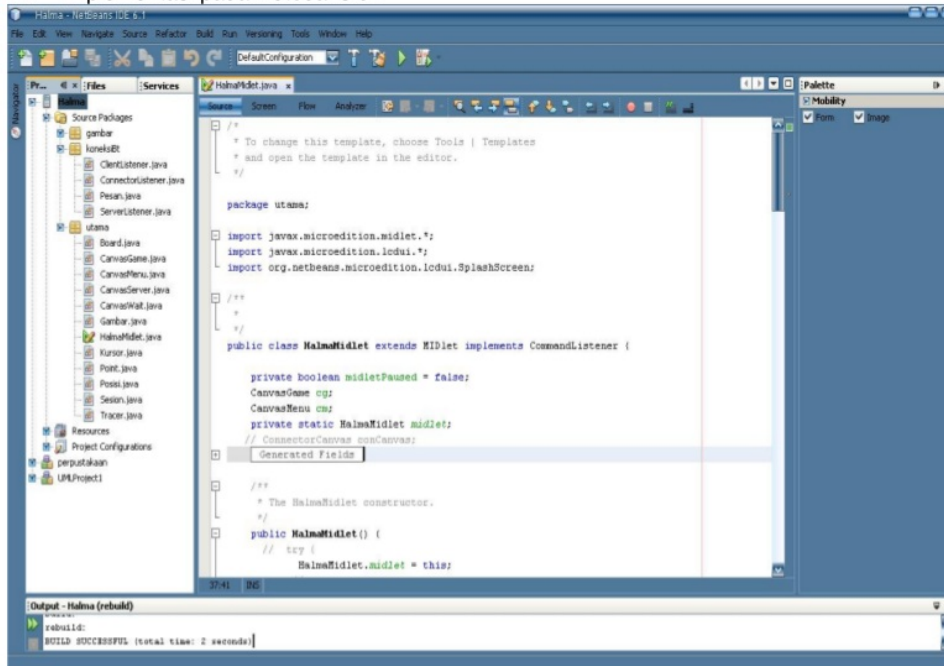 Halma - NetBeans IDE 6.1
File Edit View Navigate Source Refactor Build Run Versioning Tools Window Help
DefaultConfiguration
Pr... Files Services
HalmaMidlet.java
Palette
Navigator
Source Screen Flow Analyzer
Mobility
Form Image
Halma
Source Packages
gambar
koneksiBt
ClientListener.java
ConnectorListener.java
Pesan.java
ServerListener.java
utama
Board.java
CanvasGame.java
CanvasMenu.java
CanvasServer.java
CanvasWait.java
Gambar.java
HalmaMidlet.java
Kursor.java
Point.java
Posisi.java
Sesion.java
Tracer.java
Resources
Project Configurations
perpustakaan
UMLProject1
/*
* To change this template, choose Tools | Templates
* and open the template in the editor.
*/
package utama;
import javax.microedition.midlet.*;
import javax.microedition.lcdui.*;
import org.netbeans.microedition.lcdui.SplashScreen;
/**
*
*/
public class HalmaMidlet extends MIDlet implements CommandListener {
private boolean midletPaused = false;
CanvasGame cg;
CanvasMenu cm;
private static HalmaMidlet midlet;
// ConnectorCanvas conCanvas;
Generated Fields
/**
* The HalmaMidlet constructor.
*/
public HalmaMidlet() {
// try {
HalmaMidlet.midlet = this;
37:41 INS
Output - Halma (rebuild)
rebuild:
BUILD SUCCESSFUL (total time: 2 seconds)